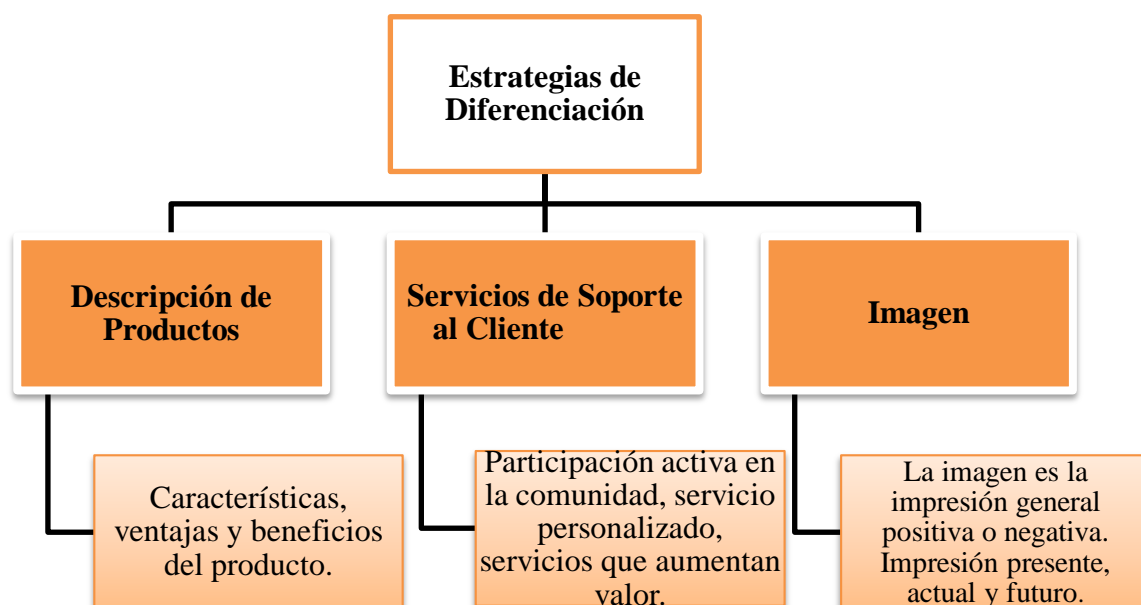 Estrategias de
Diferenciación
Descripción de
Productos
Servicios de Soporte
al Cliente
Imagen
Características,
ventajas y beneficios
del producto.
Participación activa en
la comunidad, servicio
personalizado,
servicios que aumentan
valor.
La imagen es la
impresión general
positiva o negativa.
Impresión presente,
actual y futuro.